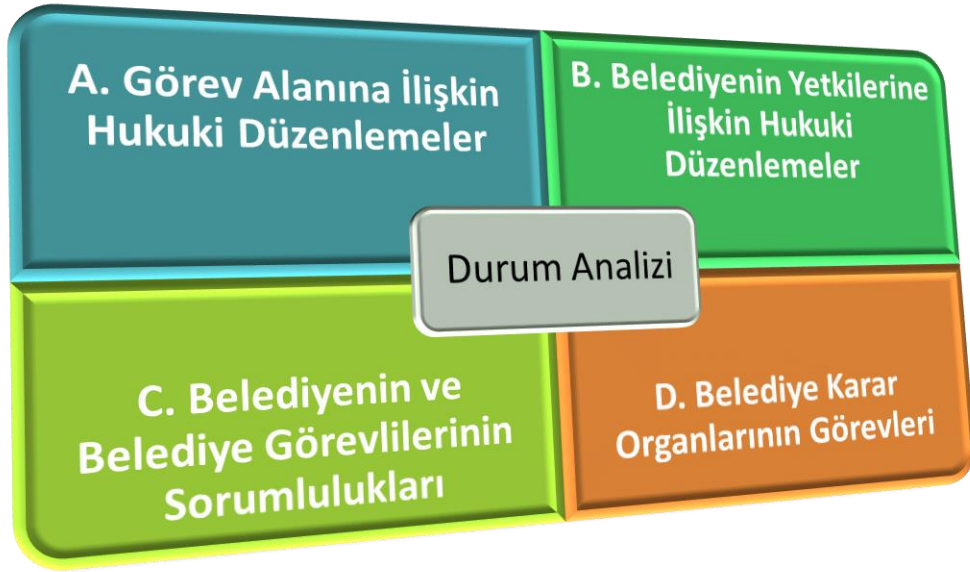 A. Görev Alanına İlişkin
Hukuki Düzenlemeler
B. Belediyenin Yetkilerine
İlişkin Hukuki
Düzenlemeler
Durum Analizi
C. Belediyenin ve
Belediye Görevlilerinin
Sorumlulukları
D. Belediye Karar
Organlarının Görevleri